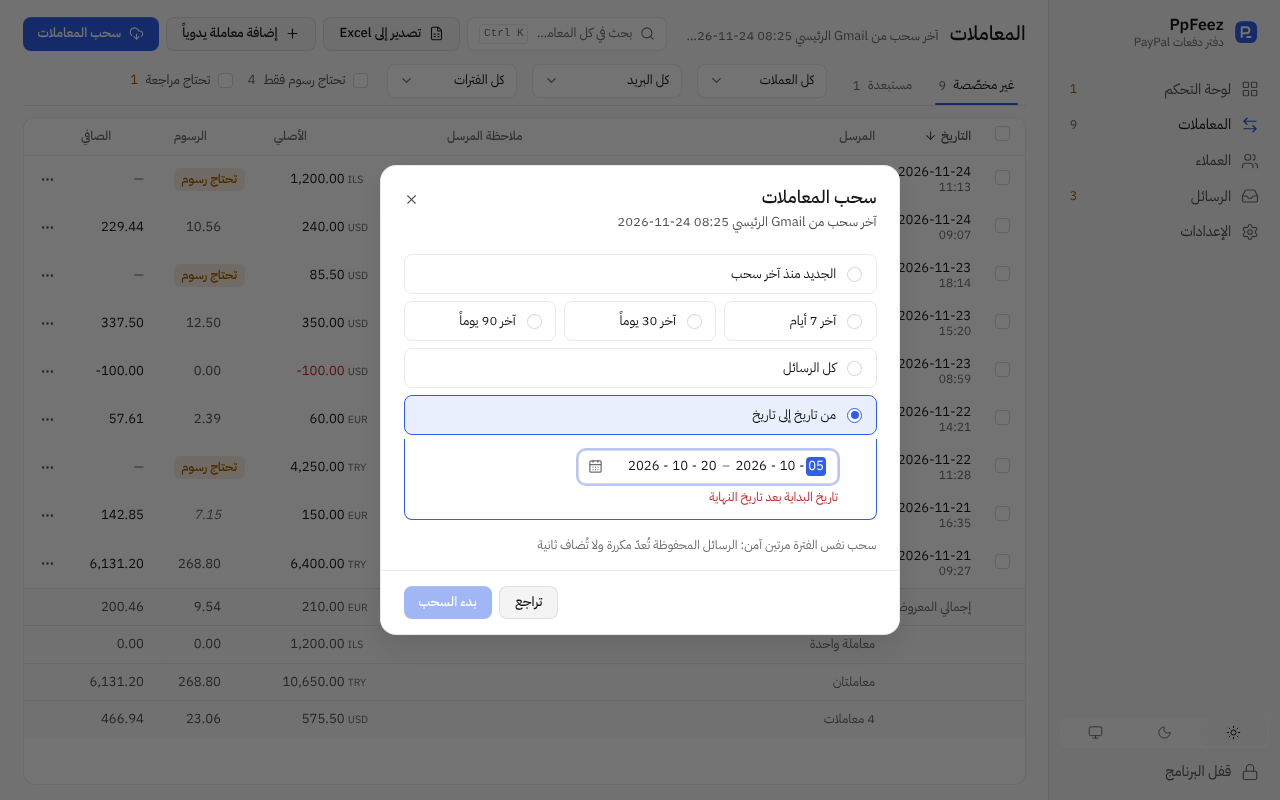 PpFeez
دفتر دفعات PayPal
لوحة التحكم 1
المعاملات 9
العملاء
الرسائل 3
الإعدادات
قفل البرنامج
المعاملات
آخر سحب من Gmail الرئيسي 2026-11-24 08:25...
بحث في كل المعامـ... Ctrl K
تصدير إلى Excel
إضافة معاملة يدوياً
سحب المعاملات
غير مخصّصة 9
مستبعدة 1
كل العملات
كل البريد
كل الفترات
تحتاج رسوم فقط 4
تحتاج مراجعة 1
التاريخ ↓ المرسل ملاحظة المرسل الأصلي الرسوم الصافي
2026-11-24 11:13 1,200.00 ILS تحتاج رسوم —
2026-11-24 09:07 240.00 USD 10.56 229.44
2026-11-23 18:14 85.50 USD تحتاج رسوم —
2026-11-23 15:20 350.00 USD 12.50 337.50
2026-11-23 08:59 -100.00 USD 0.00 -100.00
2026-11-22 14:21 60.00 EUR 2.39 57.61
2026-11-22 11:28 4,250.00 TRY تحتاج رسوم —
2026-11-21 16:35 150.00 EUR 7.15 142.85
2026-11-21 09:27 6,400.00 TRY 268.80 6,131.20
إجمالي المعروض 210.00 EUR 9.54 200.46
معاملة واحدة 1,200.00 ILS 0.00 0.00
معاملتان 10,650.00 TRY 268.80 6,131.20
4 معاملات 575.50 USD 23.06 466.94
سحب المعاملات
آخر سحب من Gmail الرئيسي 2026-11-24 08:25
الجديد منذ آخر سحب
آخر 7 أيام
آخر 30 يوماً
آخر 90 يوماً
كل الرسائل
من تاريخ إلى تاريخ
2026 - 10 - 20 – 2026 - 10 - 05
تاريخ البداية بعد تاريخ النهاية
سحب نفس الفترة مرتين آمن: الرسائل المحفوظة تُعدّ مكررة ولا تُضاف ثانية
تراجع
بدء السحب